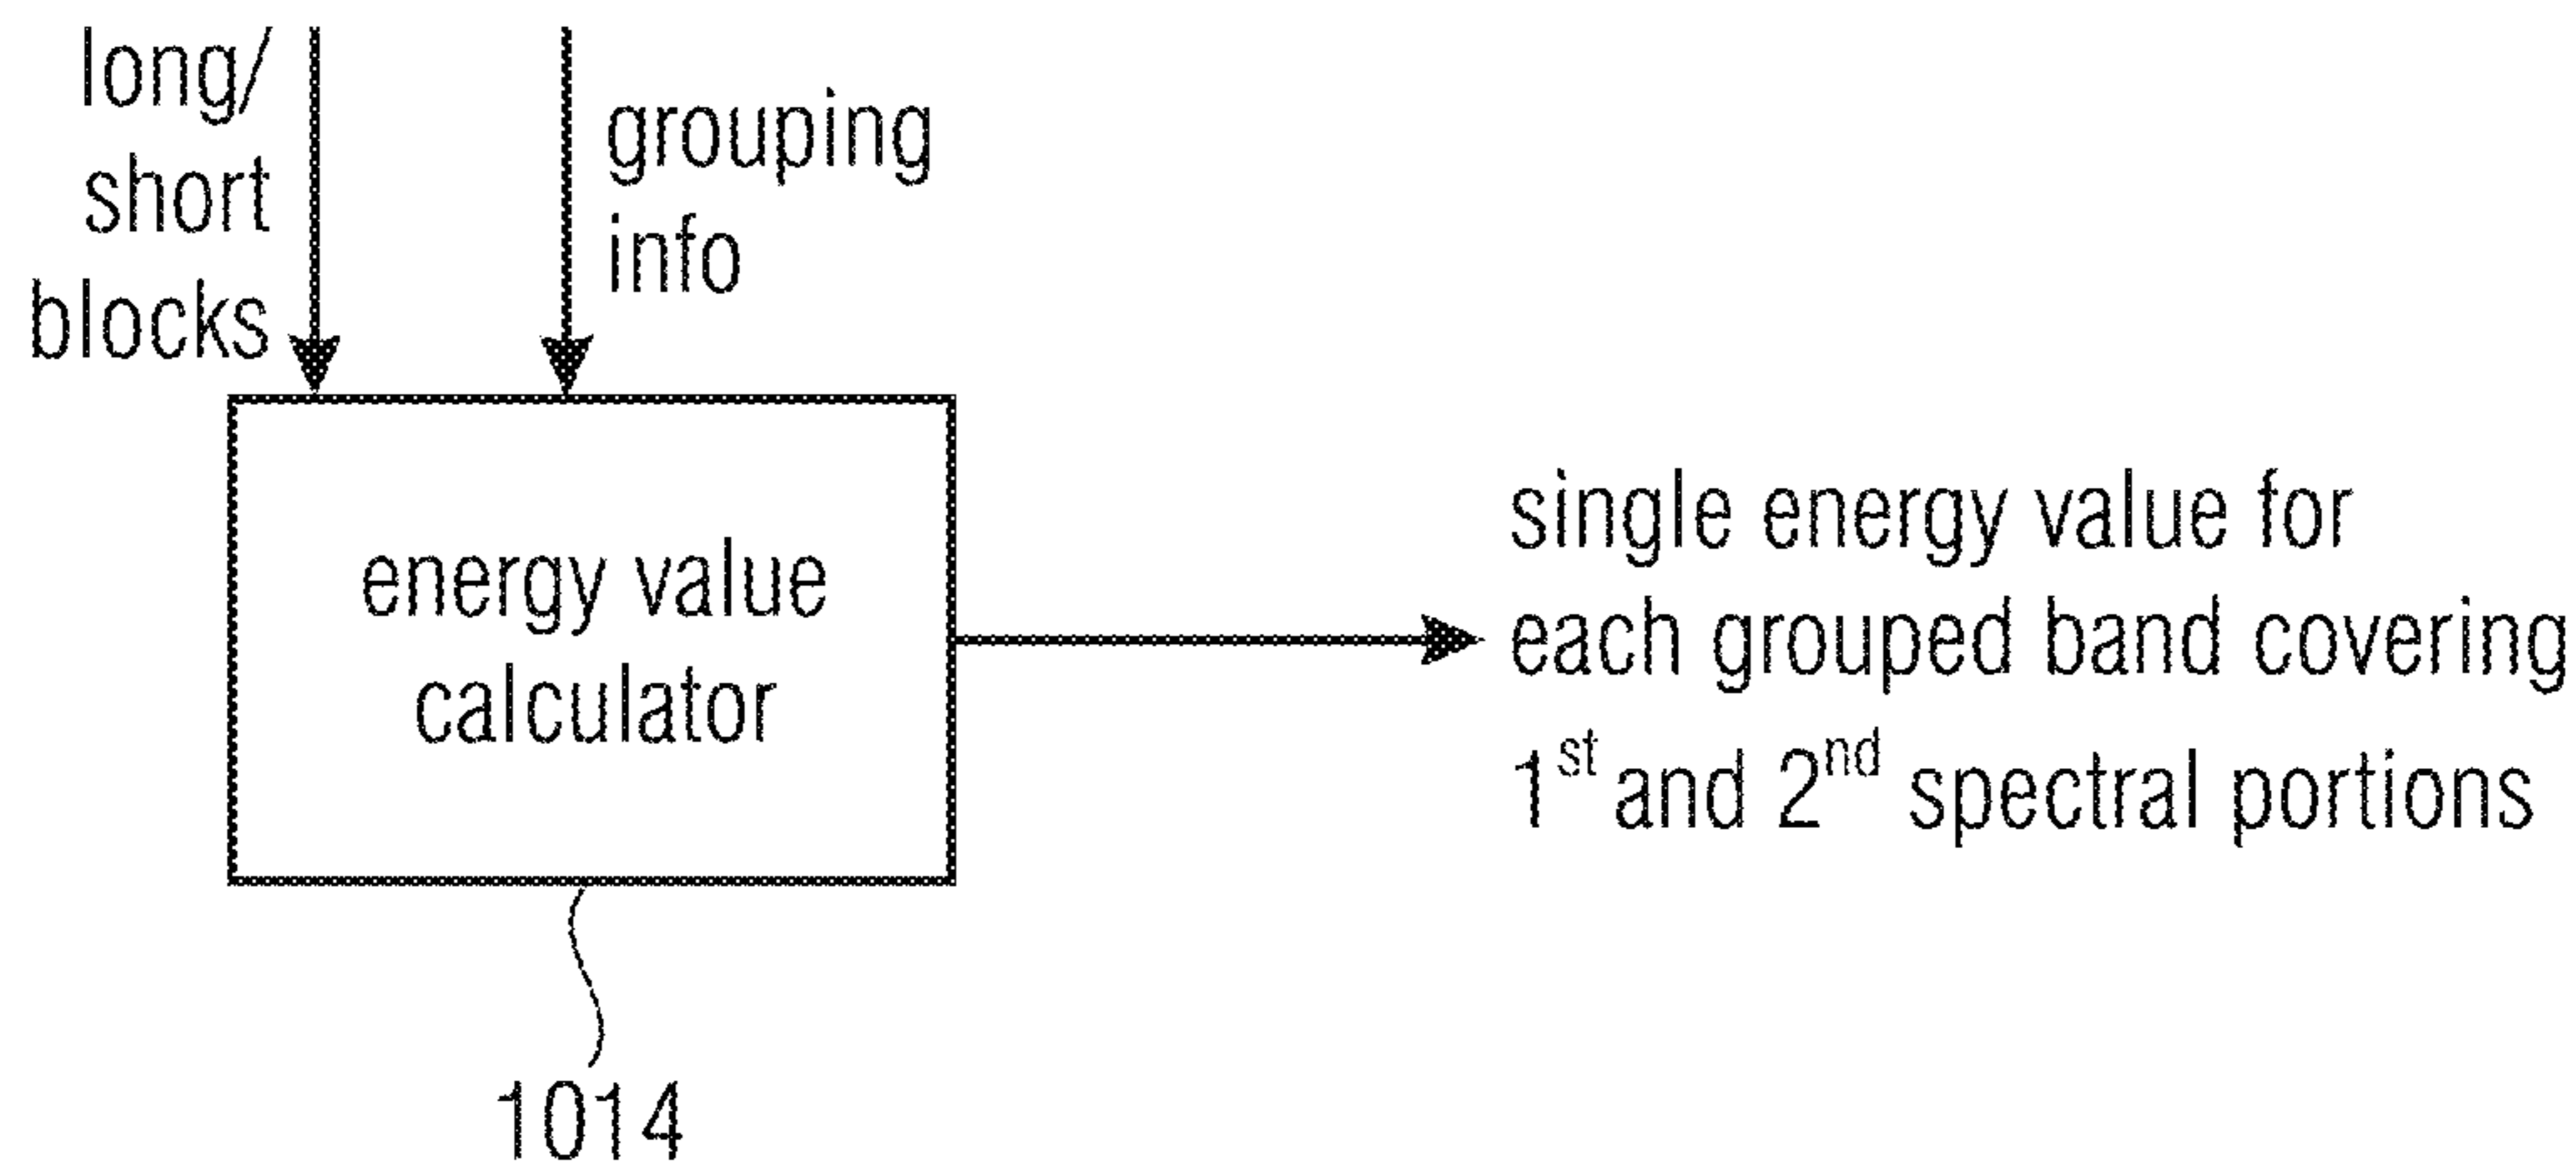 long/
short
blocks
grouping
info
energy value
calculator
single energy value for
each grouped band covering
1st and 2nd spectral portions
1014